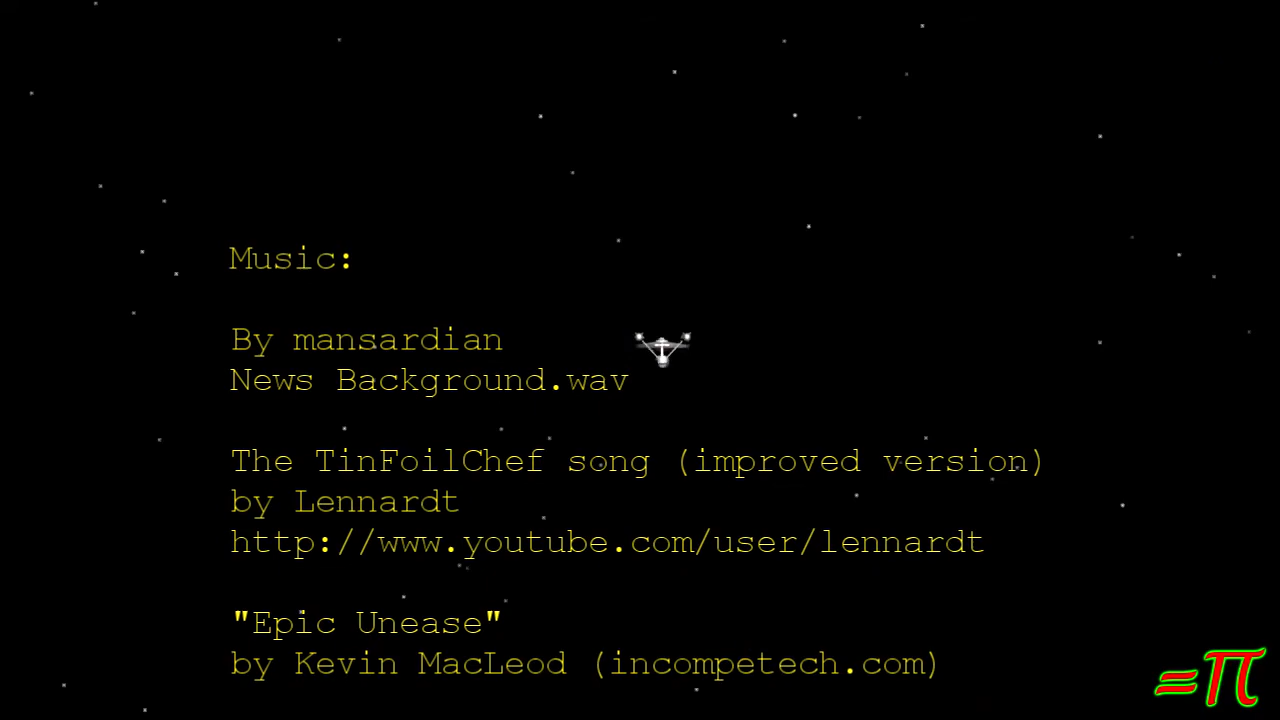 Music:
By mansardian
News Background.wav
The TinFoilChef song (improved version)
by Lennardt
http://www.youtube.com/user/lennardt
"Epic Unease"
by Kevin MacLeod (incompetech.com)
=π